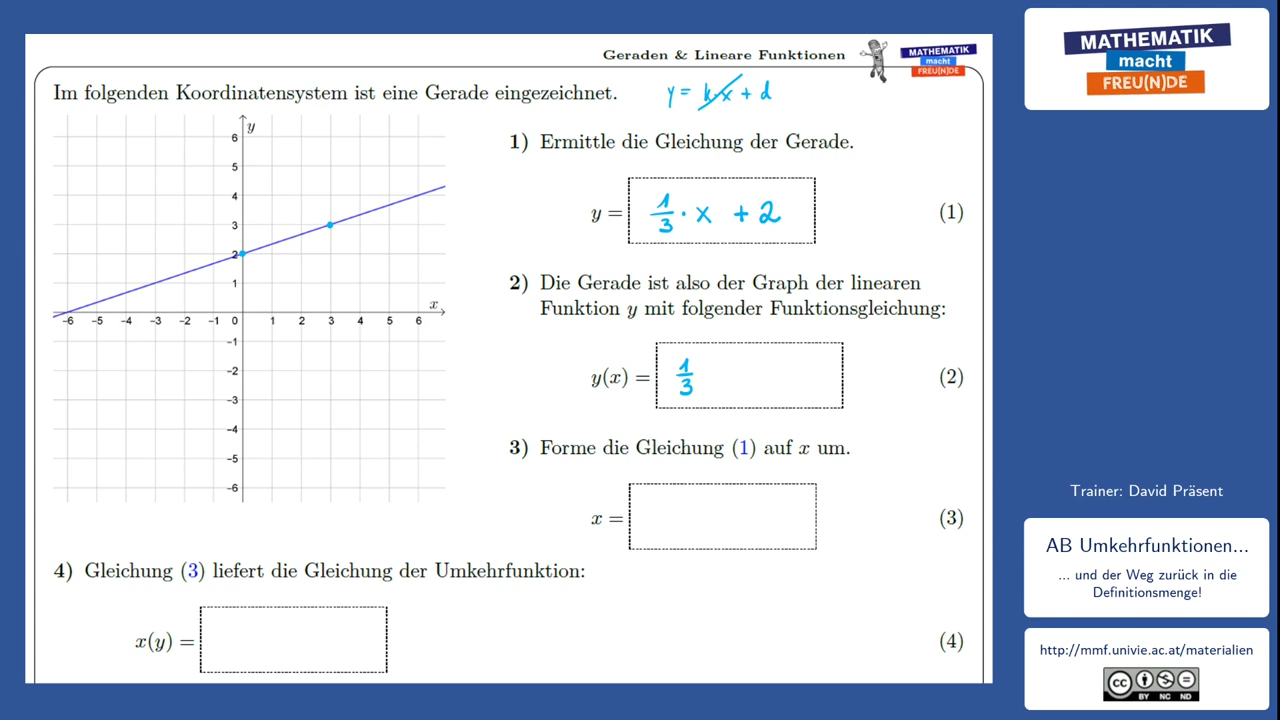 Geraden & Lineare Funktionen
MATHEMATIK
macht
FREU(N)DE
Im folgenden Koordinatensystem ist eine Gerade eingezeichnet.
y = k·x + d
y
6
5
4
3
2
1
x
-6 -5 -4 -3 -2 -1 0 1 2 3 4 5 6
-1
-2
-3
-4
-5
-6
1) Ermittle die Gleichung der Gerade.
y = 1/3 · x + 2 (1)
2) Die Gerade ist also der Graph der linearen
Funktion y mit folgender Funktionsgleichung:
y(x) = 1/3 (2)
3) Forme die Gleichung (1) auf x um.
x = (3)
4) Gleichung (3) liefert die Gleichung der Umkehrfunktion:
x(y) = (4)
MATHEMATIK
macht
FREU(N)DE
Trainer: David Präsent
AB Umkehrfunktionen...
... und der Weg zurück in die
Definitionsmenge!
http://mmf.univie.ac.at/materialien
CC BY NC ND